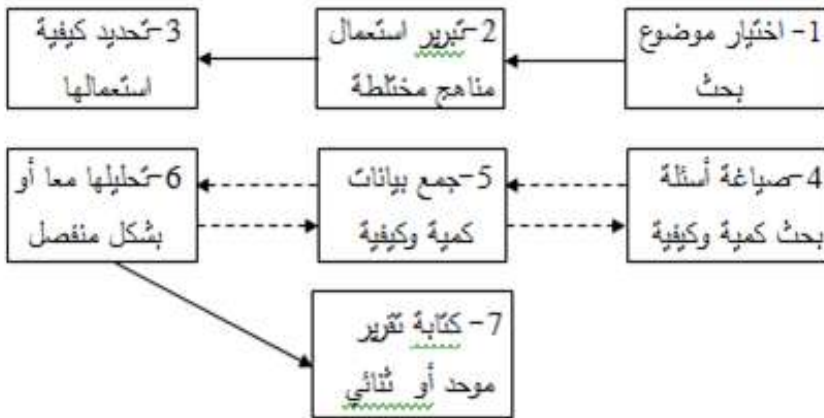 1- اختيار موضوع
بحث
2-تبرير استعمال
مناهج مختلطة
3-تحديد كيفية
استعمالها
4-صياغة أسئلة
بحث كمية وكيفية
5-جمع بيانات
كمية وكيفية
6-تحليلها معا أو
بشكل منفصل
7- كتابة تقرير
موحد أو ثنائي